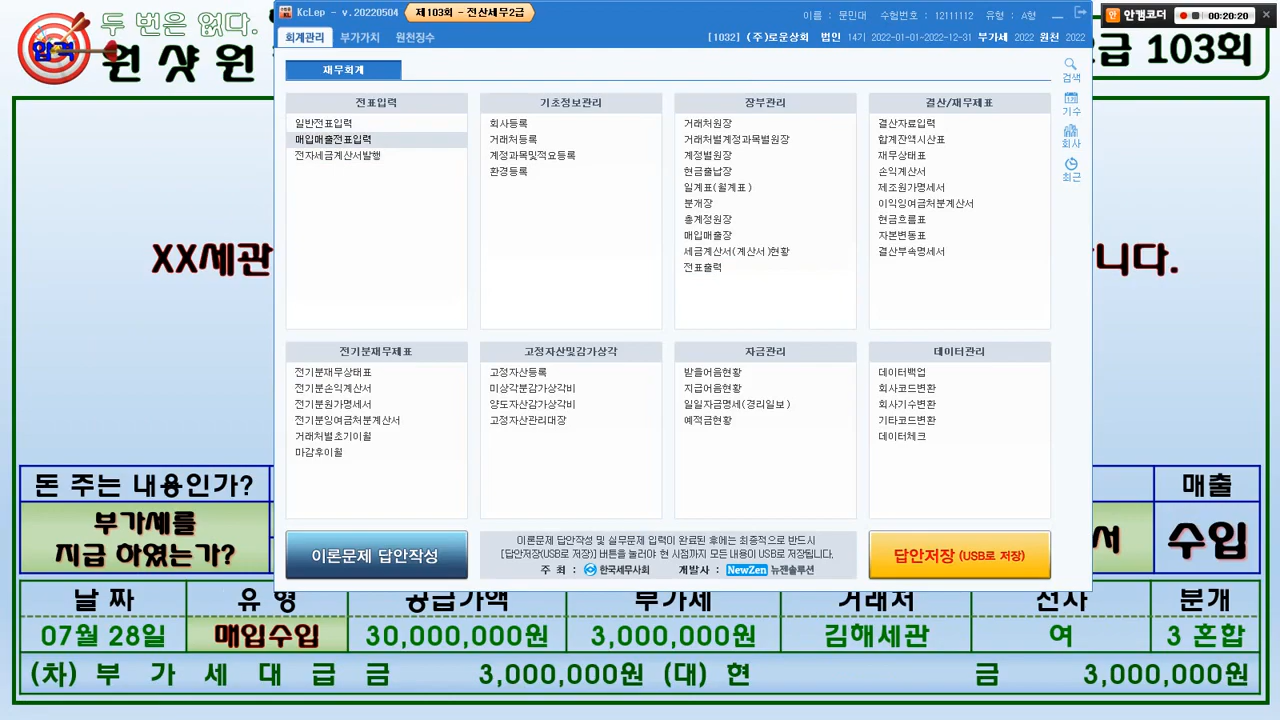 두 번은 없다.
합격
원 샷 원
급 103회
KcLep - v.20220504
제103회 - 전산세무2급
이름 : 문민대 수험번호 : 12111112 유형 : A형
안캠코더
00:20:20
회계관리 부가가치 원천징수
[1032] (주)로운상회 법인 14기 2022-01-01~2022-12-31 부가세 2022 원천 2022
재무회계
검색
기수
회사
최근
전표입력
일반전표입력
매입매출전표입력
전자세금계산서발행
기초정보관리
회사등록
거래처등록
계정과목및적요등록
환경등록
장부관리
거래처원장
거래처별계정과목별원장
계정별원장
현금출납장
일계표(월계표)
분개장
총계정원장
매입매출장
세금계산서(계산서)현황
전표출력
결산/재무제표
결산자료입력
합계잔액시산표
재무상태표
손익계산서
제조원가명세서
이익잉여금처분계산서
현금흐름표
자본변동표
결산부속명세서
XX세관
니다.
전기분재무제표
전기분재무상태표
전기분손익계산서
전기분원가명세서
전기분잉여금처분계산서
거래처별초기이월
마감후이월
고정자산및감가상각
고정자산등록
미상각분감가상각비
양도자산감가상각비
고정자산관리대장
자금관리
받을어음현황
지급어음현황
일일자금명세(경리일보)
예적금현황
데이터관리
데이터백업
회사코드변환
회사기수변환
기타코드변환
데이터체크
이론문제 답안작성
이론문제 답안작성 및 실무문제 입력이 완료된 후에는 최종적으로 반드시
[답안저장(USB로 저장)] 버튼을 눌러야 현 시점까지 모든 내용이 USB로 저장됩니다.
주 최 : 한국세무사회 개발사 : NewZen 뉴젠솔루션
답안저장 (USB로 저장)
돈 주는 내용인가?
매출
부가세를
지급 하였는가?
서
수입
날 짜 유 형 공급가액 부가세 거래처 전자 분개
07월 28일 매입수입 30,000,000원 3,000,000원 김해세관 여 3 혼합
(차) 부 가 세 대 급 금 3,000,000원 (대) 현 금 3,000,000원